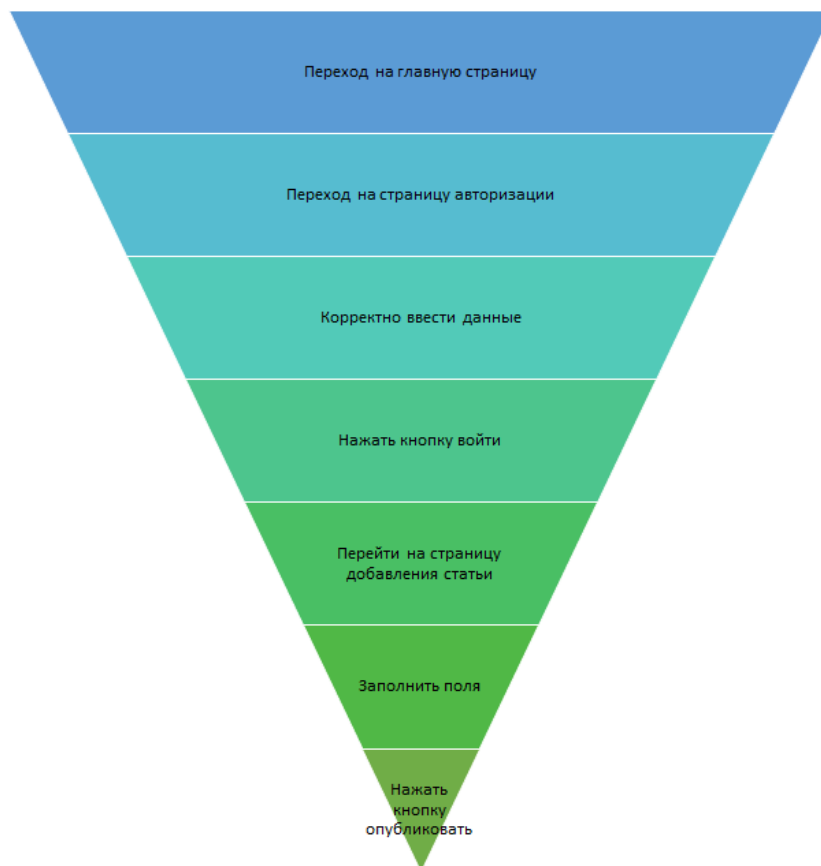 Переход на главную страницу
Переход на страницу авторизации
Корректно ввести данные
Нажать кнопку войти
Перейти на страницу
добавления статьи
Заполнить поля
Нажать
кнопку
опубликовать